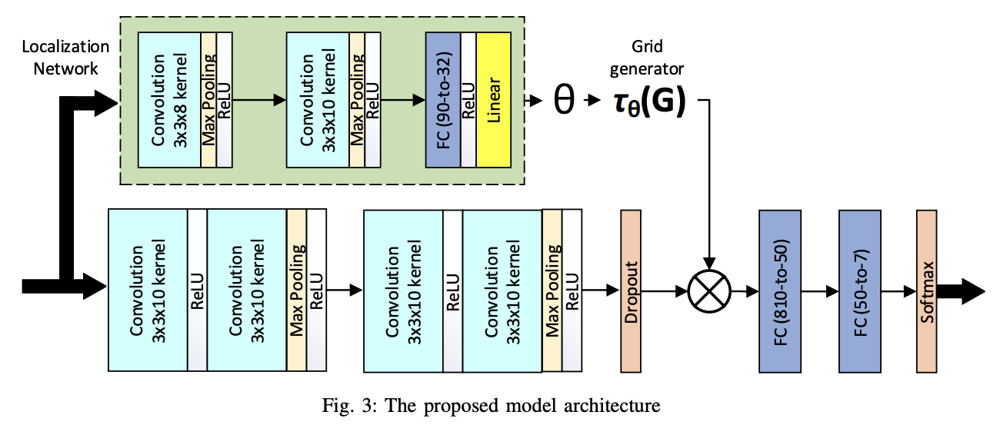 Localization
Network
Convolution
3x3x8 kernel
Max Pooling
ReLU
Convolution
3x3x10 kernel
Max Pooling
ReLU
FC (90-to-32)
ReLU
Linear
θ
Grid
generator
τθ(G)
Convolution
3x3x10 kernel
ReLU
Convolution
3x3x10 kernel
Max Pooling
ReLU
Convolution
3x3x10 kernel
ReLU
Convolution
3x3x10 kernel
Max Pooling
ReLU
Dropout
FC (810-to-50)
FC (50-to-7)
Softmax
Fig. 3: The proposed model architecture